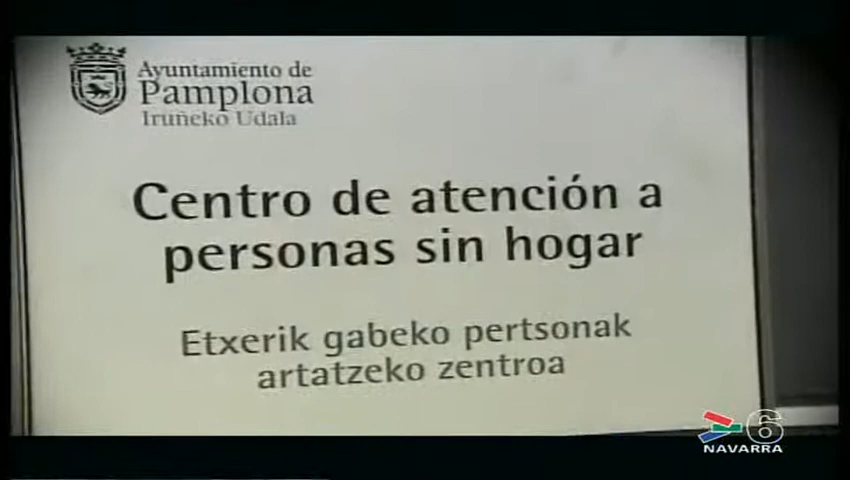 Ayuntamiento de
Pamplona
Iruñeko Udala
Centro de atención a
personas sin hogar
Etxerik gabeko pertsonak
artatzeko zentroa
6
NAVARRA